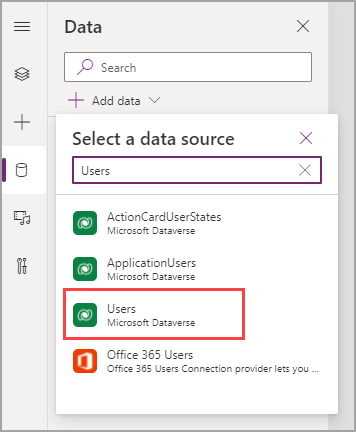 Data
Search
Add data
Select a data source
Users
ActionCardUserStates
Microsoft Dataverse
ApplicationUsers
Microsoft Dataverse
Users
Microsoft Dataverse
Office 365 Users
Office 365 Users Connection provider lets you ...